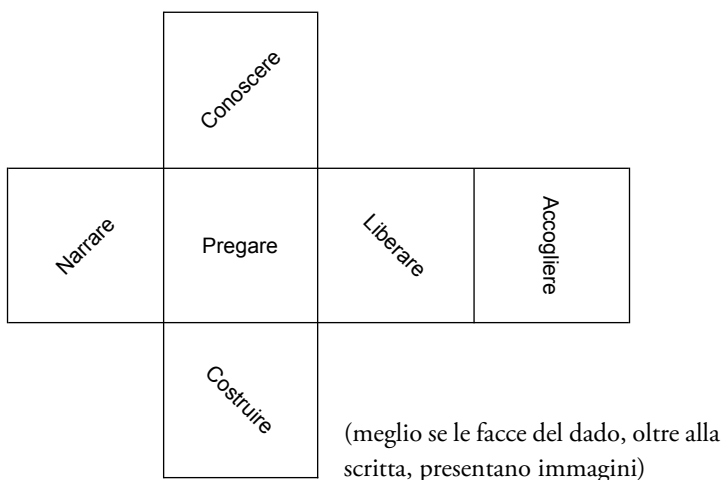 Conoscere
Narrare
Pregare
Liberare
Accogliere
Costruire
(meglio se le facce del dado, oltre alla
scritta, presentano immagini)